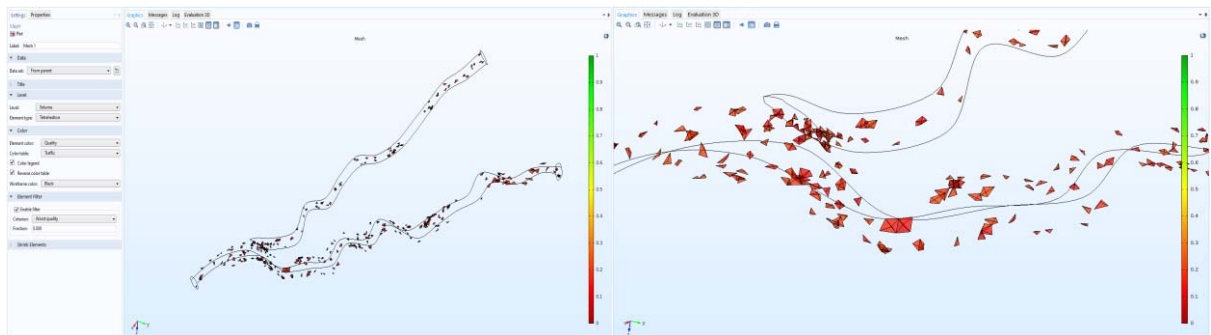 Settings Properties
Plot
Label: Mesh 1
Data
Data set: From parent
Title
Level
Level: Volume
Element type: Tetrahedron
Color
Element color: Quality
Color table: Traffic
Color legend
Reverse color table
Wireframe color: Black
Element Filter
Enable filter
Criterion: Worst quality
Fraction:
Shrink Elements
Graphics Messages Log Evaluation 3D
Mesh
1
0.9
0.8
0.7
0.6
0.5
0.4
0.3
0.2
0.1
0
y
Graphics Messages Log Evaluation 3D
Mesh
1
0.9
0.8
0.7
0.6
0.5
0.4
0.3
0.2
0.1
0
y